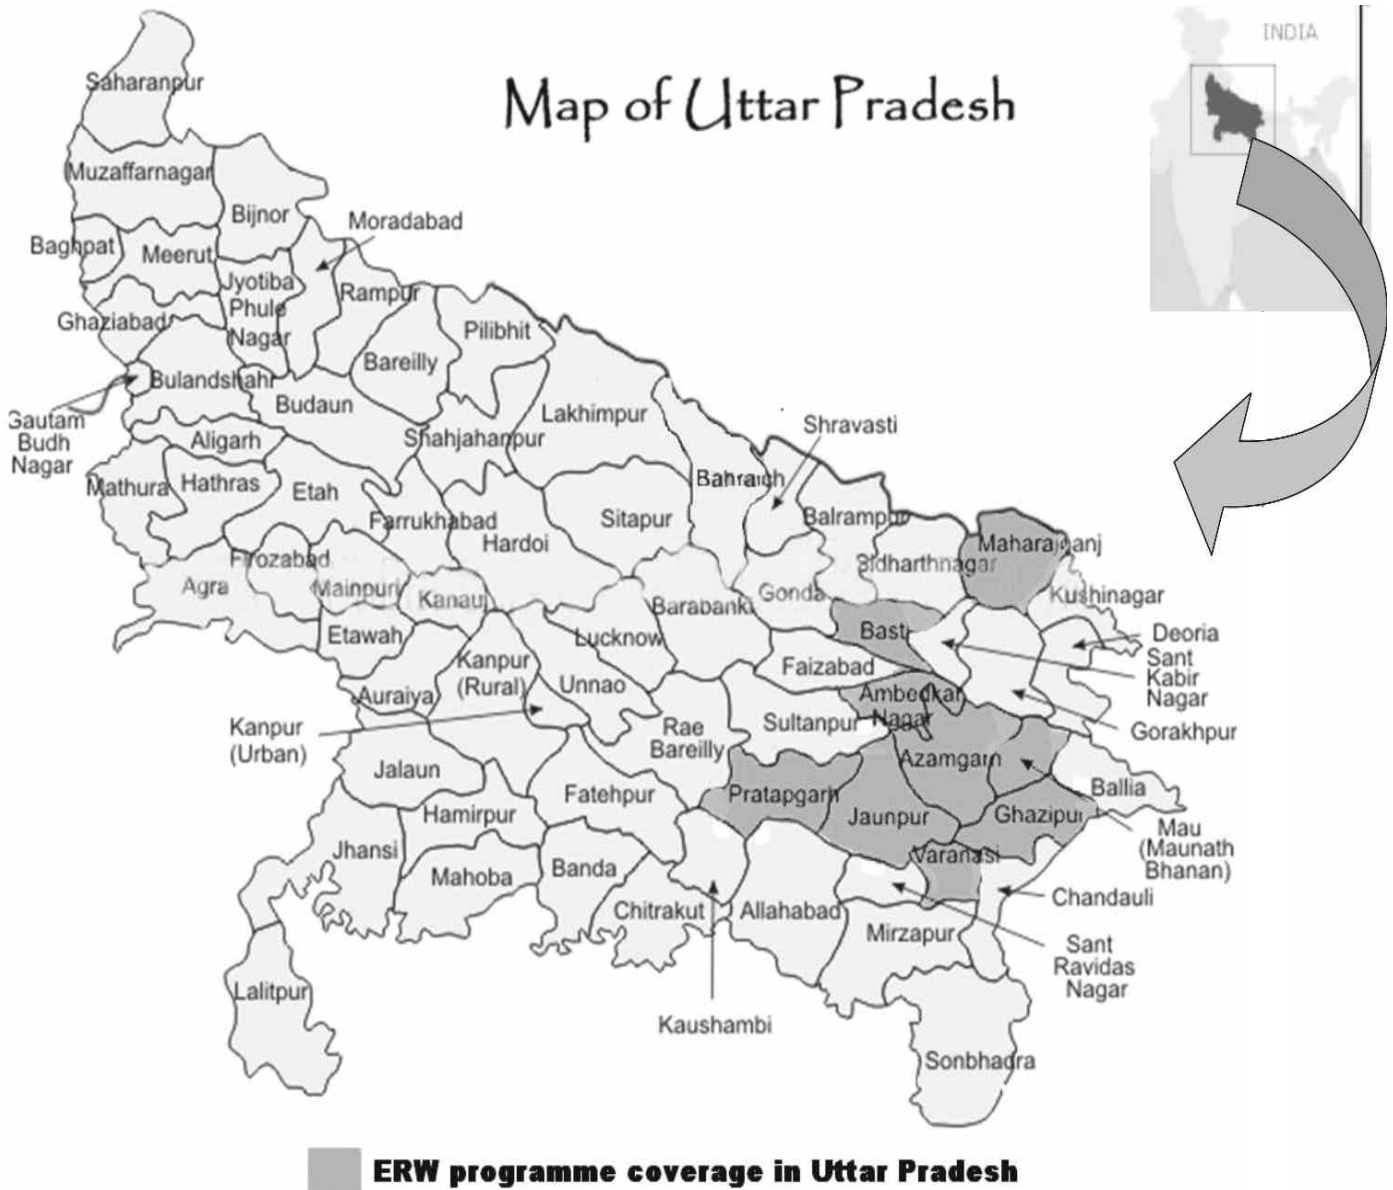 INDIA
Map of Uttar Pradesh
Saharanpur
Muzaffarnagar
Bijnor
Moradabad
Baghpat
Meerut
Jyotiba
Phule
Nagar
Rampur
Ghaziabad
Pilibhit
Bareilly
Bulandshahr
Budaun
Gautam
Budh
Nagar
Aligarh
Shahjahanpur
Lakhimpur
Shravasti
Mathura
Hathras
Etah
Farrukhabad
Hardoi
Sitapur
Bahraich
Balrampur
Sidharthnagar
Maharajganj
Kushinagar
Firozabad
Agra
Mainpuri
Kanauj
Barabanki
Gonda
Basti
Deoria
Sant
Kabir
Nagar
Gorakhpur
Etawah
Auraiya
Kanpur
(Rural)
Unnao
Lucknow
Faizabad
Ambedkar
Nagar
Kanpur
(Urban)
Rae
Bareilly
Sultanpur
Azamgarh
Jalaun
Fatehpur
Pratapgarh
Jaunpur
Ghazipur
Ballia
Mau
(Maunath
Bhanan)
Hamirpur
Jhansi
Mahoba
Banda
Chitrakut
Allahabad
Varanasi
Chandauli
Mirzapur
Sant
Ravidas
Nagar
Lalitpur
Kaushambi
Sonbhadra
ERW programme coverage in Uttar Pradesh